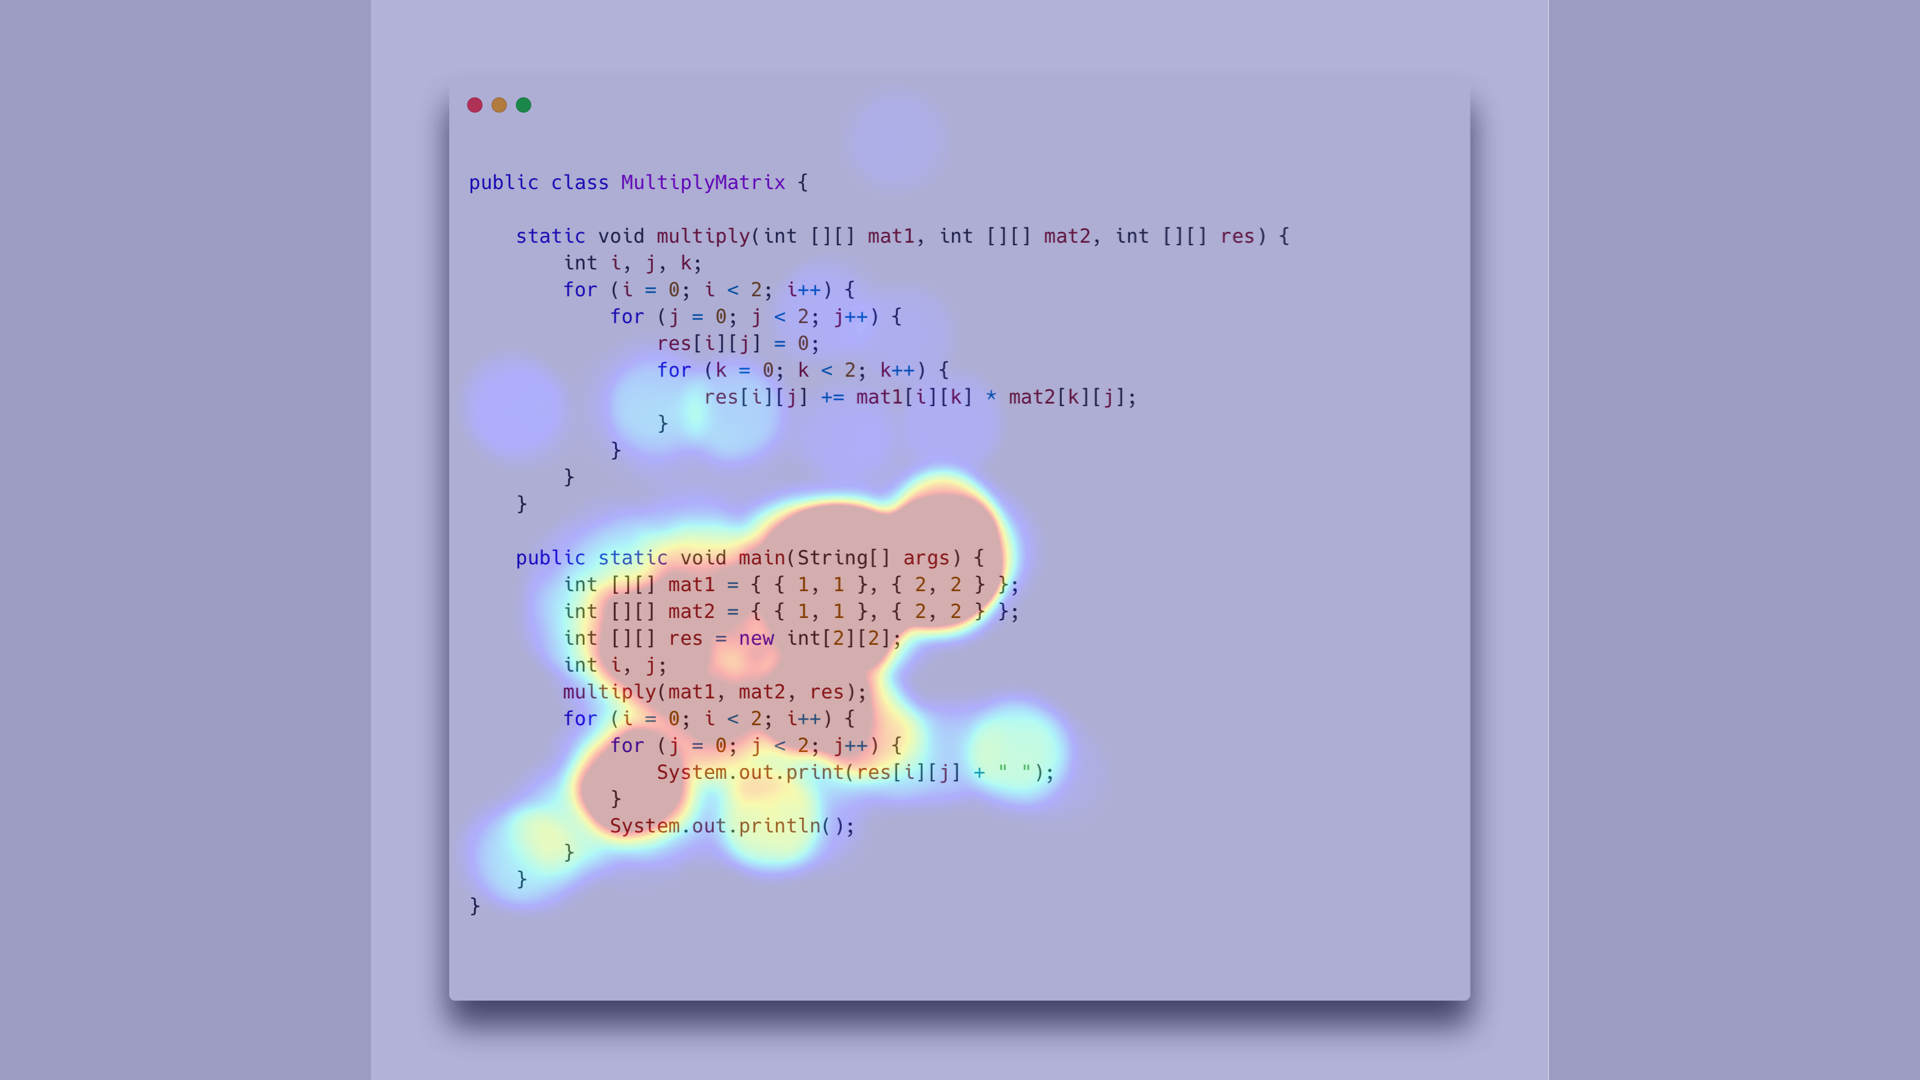 public class MultiplyMatrix {
    static void multiply(int [][] mat1, int [][] mat2, int [][] res) {
        int i, j, k;
        for (i = 0; i < 2; i++) {
            for (j = 0; j < 2; j++) {
                res[i][j] = 0;
                for (k = 0; k < 2; k++) {
                    res[i][j] += mat1[i][k] * mat2[k][j];
                }
            }
        }
    }
    public static void main(String[] args) {
        int [][] mat1 = { { 1, 1 }, { 2, 2 } };
        int [][] mat2 = { { 1, 1 }, { 2, 2 } };
        int [][] res = new int[2][2];
        int i, j;
        multiply(mat1, mat2, res);
        for (i = 0; i < 2; i++) {
            for (j = 0; j < 2; j++) {
                System.out.print(res[i][j] + " ");
            }
            System.out.println();
        }
    }
}